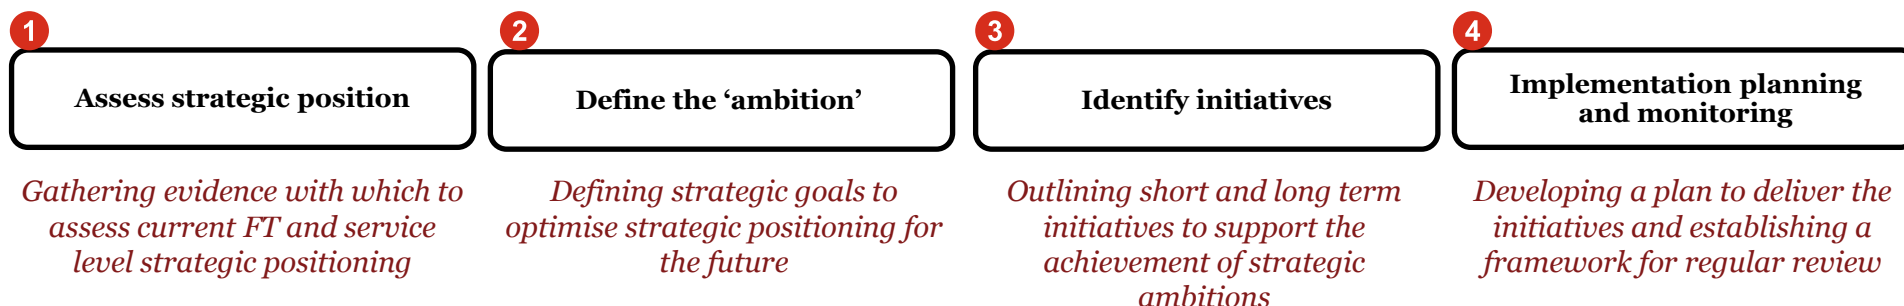 1
Assess strategic position
Gathering evidence with which to
assess current FT and service
level strategic positioning
2
Define the ‘ambition’
Defining strategic goals to
optimise strategic positioning for
the future
3
Identify initiatives
Outlining short and long term
initiatives to support the
achievement of strategic
ambitions
4
Implementation planning
and monitoring
Developing a plan to deliver the
initiatives and establishing a
framework for regular review